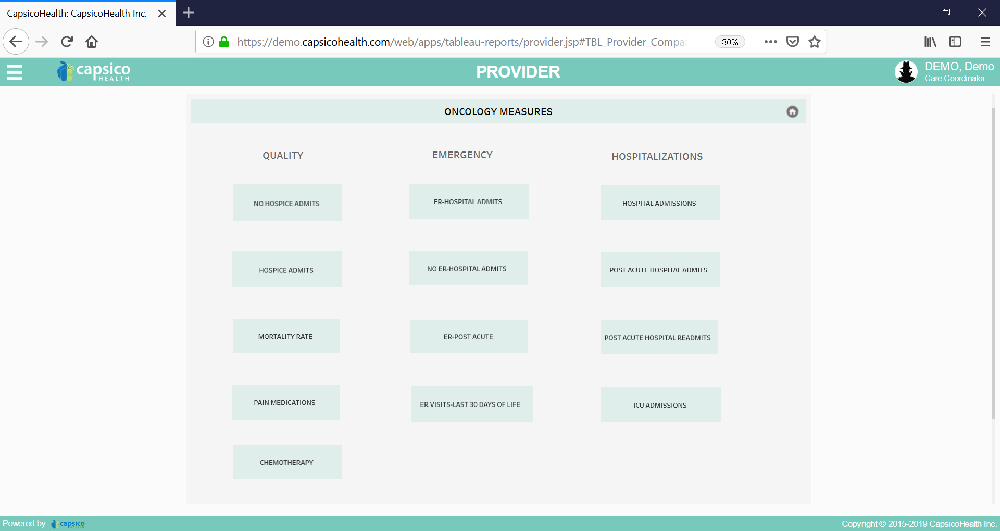 CapsicoHealth: CapsicoHealth Inc.
https://demo.capsicohealth.com/web/apps/tableau-reports/provider.jsp#TBL_Provider_Compa
80%
capsico
HEALTH
PROVIDER
DEMO, Demo
Care Coordinator
ONCOLOGY MEASURES
QUALITY
EMERGENCY
HOSPITALIZATIONS
NO HOSPICE ADMITS
ER-HOSPITAL ADMITS
HOSPITAL ADMISSIONS
HOSPICE ADMITS
NO ER-HOSPITAL ADMITS
POST ACUTE HOSPITAL ADMITS
MORTALITY RATE
ER-POST ACUTE
POST ACUTE HOSPITAL READMITS
PAIN MEDICATIONS
ER VISITS-LAST 30 DAYS OF LIFE
ICU ADMISSIONS
CHEMOTHERAPY
Powered by
capsico
HEALTH
Copyright © 2015-2019 CapsicoHealth Inc.